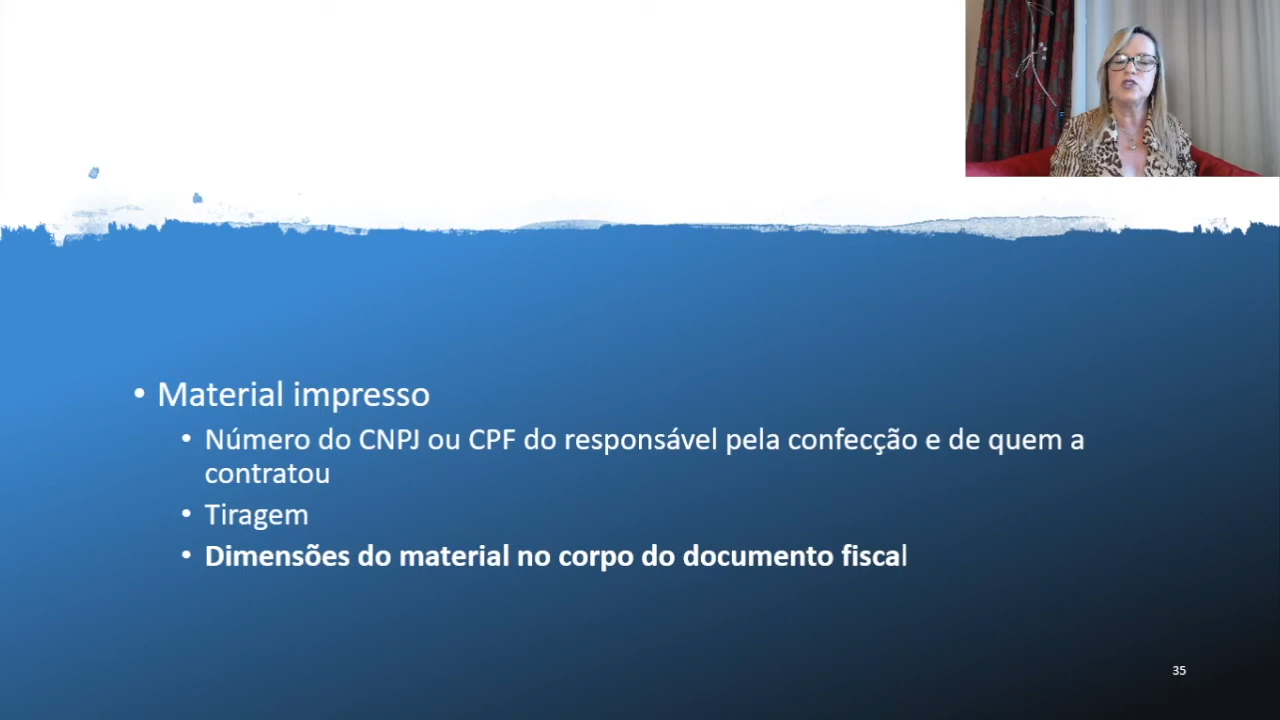 • Material impresso
• Número do CNPJ ou CPF do responsável pela confecção e de quem a
contratou
• Tiragem
• Dimensões do material no corpo do documento fiscal
35